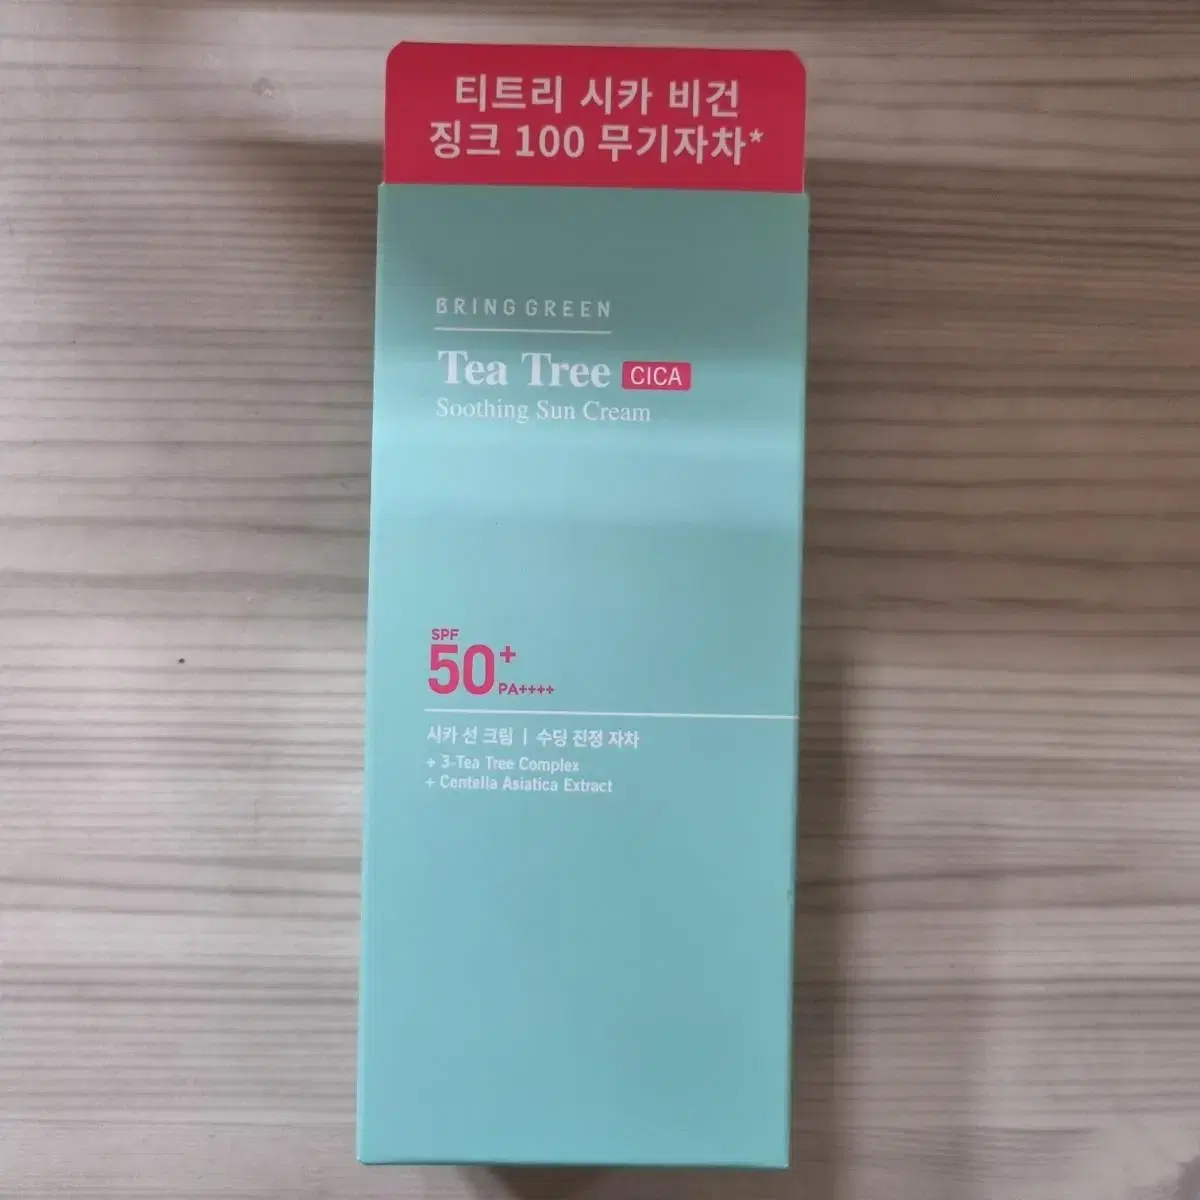 티트리 시카 비건
징크 100 무기자차*
BRING GREEN
Tea Tree CICA
Soothing Sun Cream
SPF
50+
PA++++
시카 선 크림 | 수딩 진정 자차
+ 3-Tea Tree Complex
+ Centella Asiatica Extract